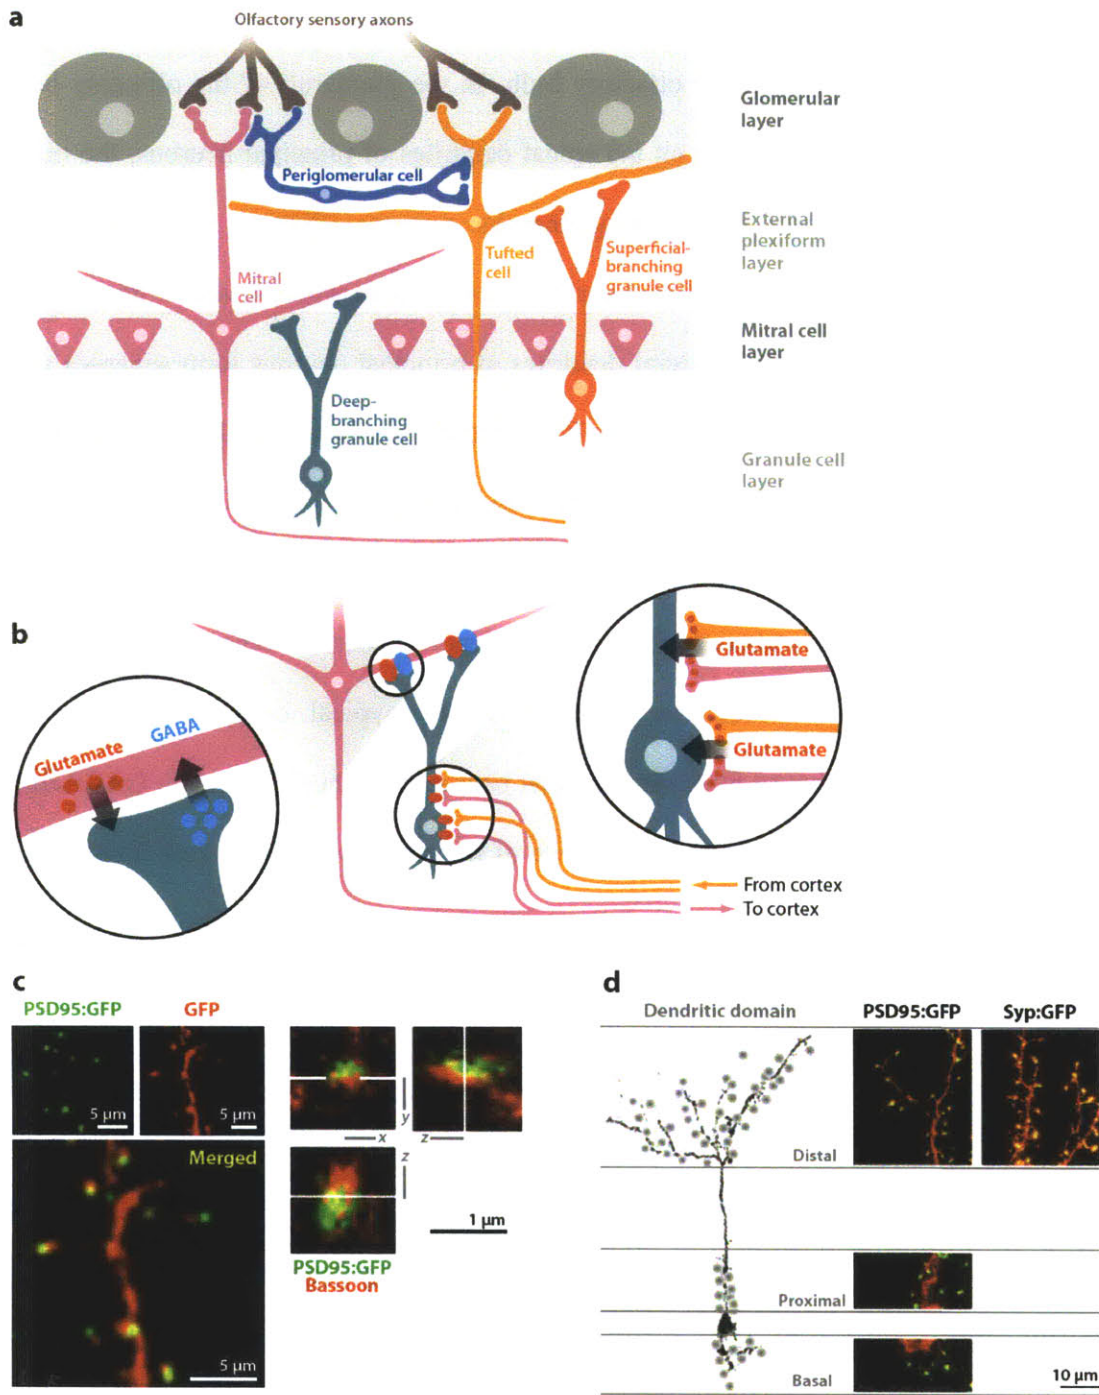 a
Olfactory sensory axons
Glomerular
layer
Periglomerular cell
External
plexiform
layer
Tufted
cell
Superficial-
branching
granule cell
Mitral
cell
Mitral cell
layer
Deep-
branching
granule cell
Granule cell
layer
b
GABA
Glutamate
Glutamate
Glutamate
From cortex
To cortex
c
PSD95:GFP
GFP
5 µm
5 µm
y
x
z
Merged
z
1 µm
PSD95:GFP
Bassoon
5 µm
d
Dendritic domain
PSD95:GFP
Syp:GFP
Distal
Proximal
Basal
10 µm